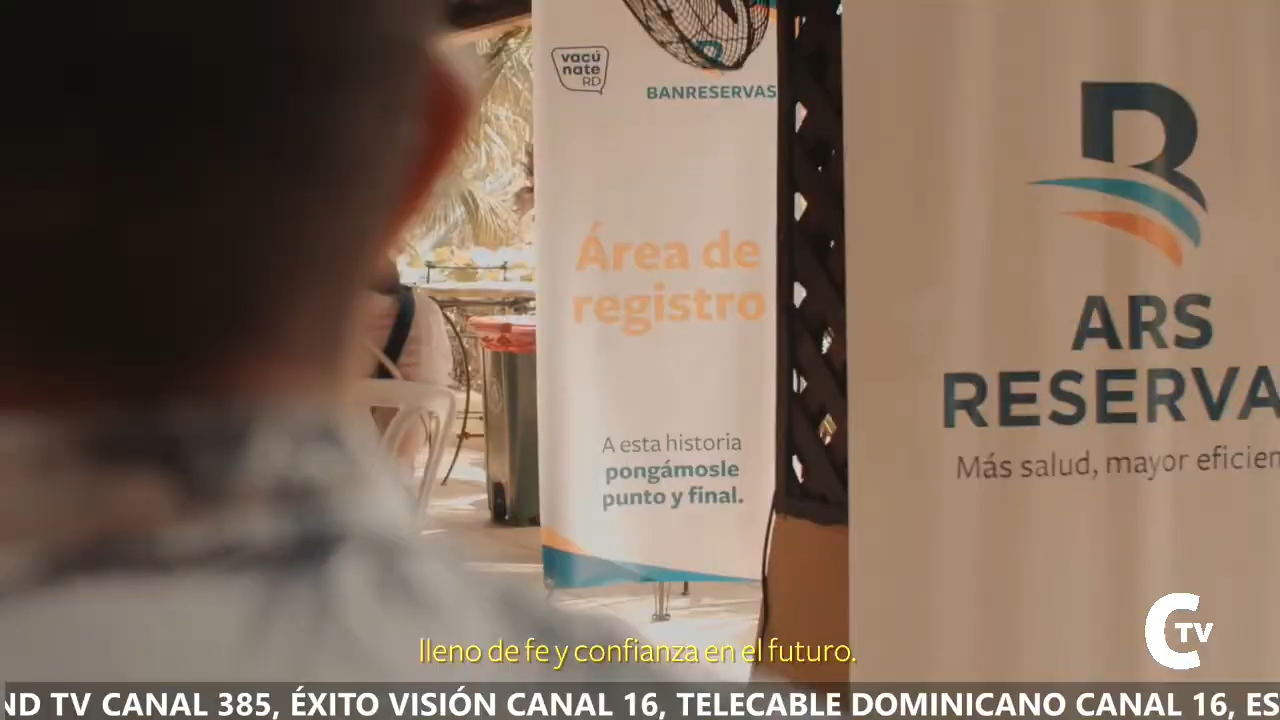 vacú
nate
RD
BANRESERVAS
Área de
registro
A esta historia
pongámosle
punto y final.
ARS
RESERVA
Más salud, mayor eficien
lleno de fe y confianza en el futuro.
CTV
ND TV CANAL 385, ÉXITO VISIÓN CANAL 16, TELECABLE DOMINICANO CANAL 16, ES